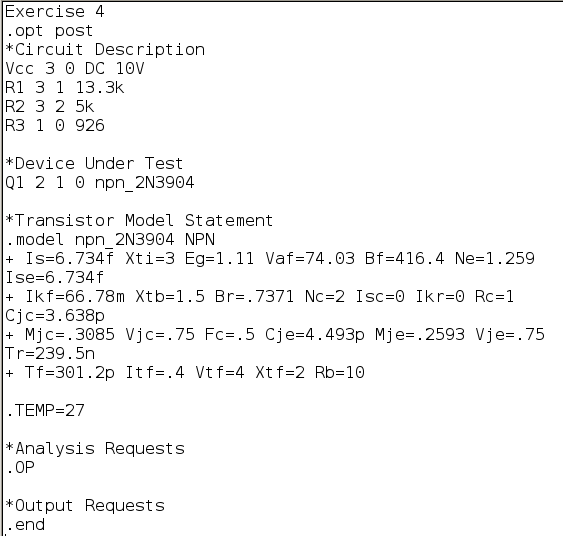 Exercise 4
.opt post
*Circuit Description
Vcc 3 0 DC 10V
R1 3 1 13.3k
R2 3 2 5k
R3 1 0 926
*Device Under Test
Q1 2 1 0 npn_2N3904
*Transistor Model Statement
.model npn_2N3904 NPN
+ Is=6.734f Xti=3 Eg=1.11 Vaf=74.03 Bf=416.4 Ne=1.259
Ise=6.734f
+ Ikf=66.78m Xtb=1.5 Br=.7371 Nc=2 Isc=0 Ikr=0 Rc=1
Cjc=3.638p
+ Mjc=.3085 Vjc=.75 Fc=.5 Cje=4.493p Mje=.2593 Vje=.75
Tr=239.5n
+ Tf=301.2p Itf=.4 Vtf=4 Xtf=2 Rb=10
.TEMP=27
*Analysis Requests
.OP
*Output Requests
.end